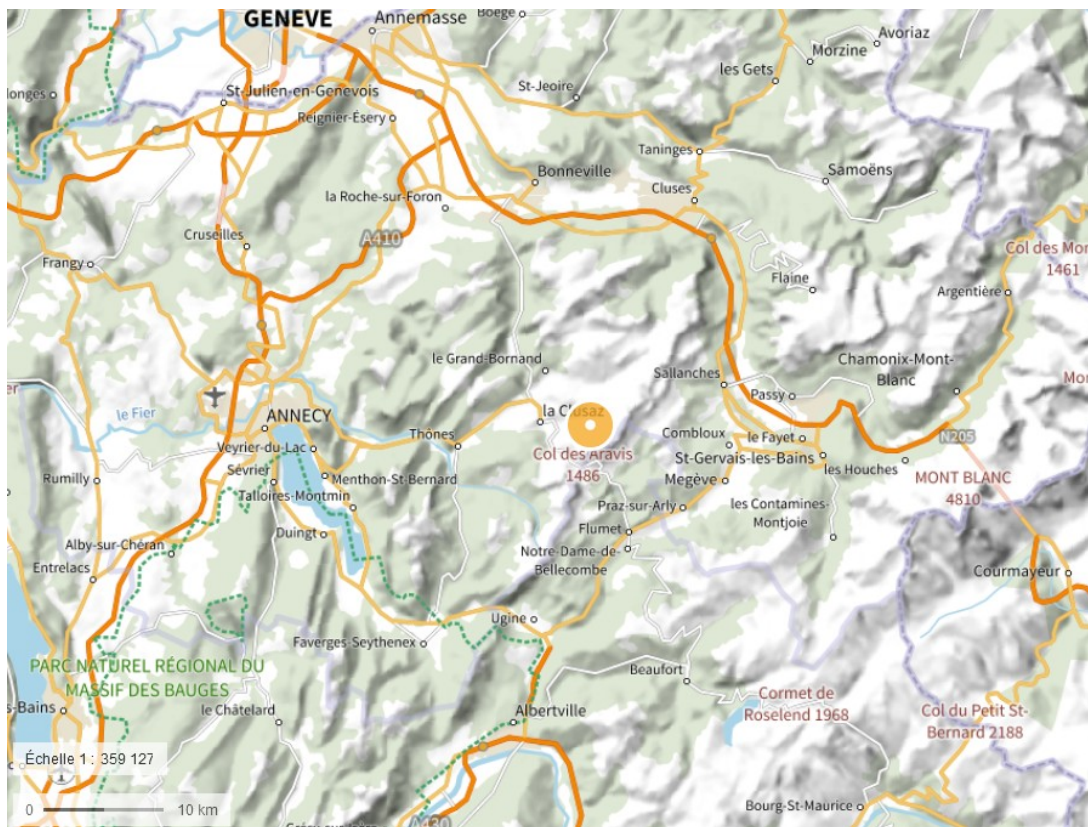 GENEVE
Annemasse
Boëge
Avoriaz
Morzine
les Gets
St-Julien-en-Genevois
St-Jeoire
Reignier-Ésery
Taninges
Samoëns
Bonneville
Cluses
la Roche-sur-Foron
A410
Cruseilles
Frangy
Flaine
Col des Mon
1461
Argentière
le Grand-Bornand
Chamonix-Mont-
Blanc
Sallanches
Passy
le Fier
ANNECY
la Clusaz
Thônes
Combloux
le Fayet
N205
Veyrier-du-Lac
Col des Aravis
1486
St-Gervais-les-Bains
les Houches
Sévrier
Rumilly
Menthon-St-Bernard
Megève
MONT BLANC
4810
Talloires-Montmin
Praz-sur-Arly
les Contamines-
Montjoie
Duingt
Flumet
Alby-sur-Chéran
Notre-Dame-de-
Bellecombe
Entrelacs
Courmayeur
Ugine
Faverges-Seythenex
PARC NATUREL RÉGIONAL DU
MASSIF DES BAUGES
Beaufort
s-Bains
le Châtelard
Albertville
Cormet de
Roselend 1968
Col du Petit St-
Bernard 2188
Échelle 1 : 359 127
0 10 km
Bourg-St-Maurice
A430